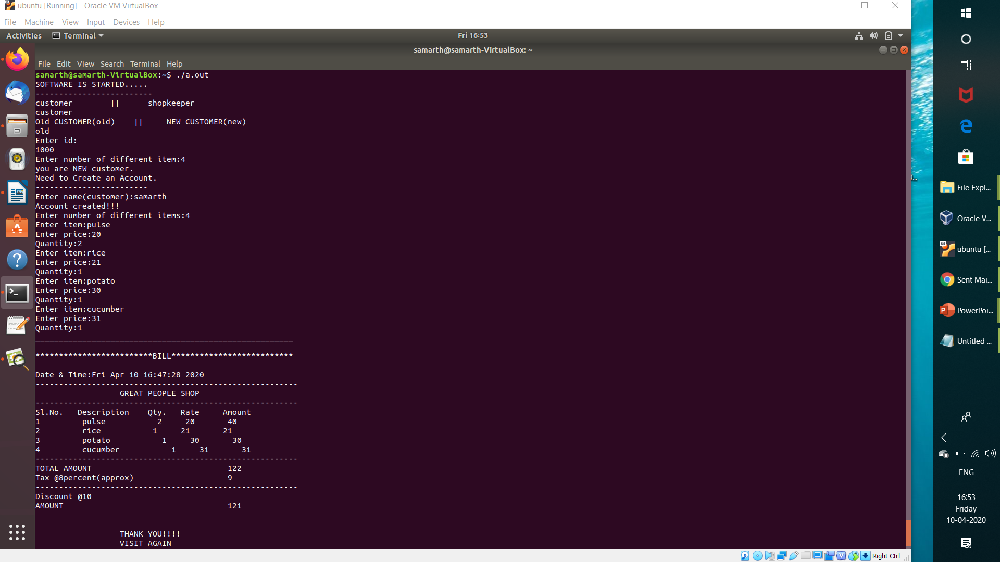 ubuntu [Running] - Oracle VM VirtualBox
File Machine View Input Devices Help
Activities Terminal Fri 16:53
samarth@samarth-VirtualBox: ~
File Edit View Search Terminal Help
samarth@samarth-VirtualBox:~$ ./a.out
SOFTWARE IS STARTED.....
-------------------------
customer || shopkeeper
customer
Old CUSTOMER(old) || NEW CUSTOMER(new)
old
Enter id:
1000
Enter number of different item:4
you are NEW customer.
Need to Create an Account.
------------------------
Enter name(customer):samarth
Account created!!!
Enter number of different items:4
Enter item:pulse
Enter price:20
Quantity:2
Enter item:rice
Enter price:21
Quantity:1
Enter item:potato
Enter price:30
Quantity:1
Enter item:cucumber
Enter price:31
Quantity:1
_______________________________________________________
*************************BILL**************************
Date & Time:Fri Apr 10 16:47:28 2020
--------------------------------------------------------
GREAT PEOPLE SHOP
--------------------------------------------------------
Sl.No. Description Qty. Rate Amount
1 pulse 2 20 40
2 rice 1 21 21
3 potato 1 30 30
4 cucumber 1 31 31
--------------------------------------------------------
TOTAL AMOUNT 122
Tax @8percent(approx) 9
--------------------------------------------------------
Discount @10
AMOUNT 121
THANK YOU!!!!
VISIT AGAIN
Right Ctrl
File Expl...
Oracle V...
64
ubuntu [...
Sent Mai...
PowerPoi...
Untitled ...
ENG
16:53
Friday
10-04-2020